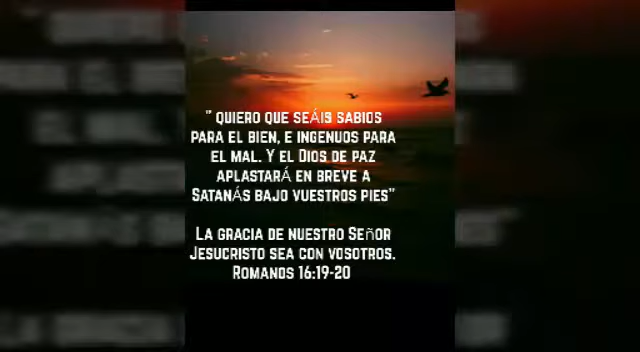 " QUIERO QUE SEÁIS SABIOS
PARA EL BIEN, E INGENUOS PARA
EL MAL. Y EL DIOS DE PAZ
APLASTARÁ EN BREVE A
SATANÁS BAJO VUESTROS PIES"
LA GRACIA DE NUESTRO SEñOR
JESUCRISTO SEA CON VOSOTROS.
ROMANOS 16:19-20